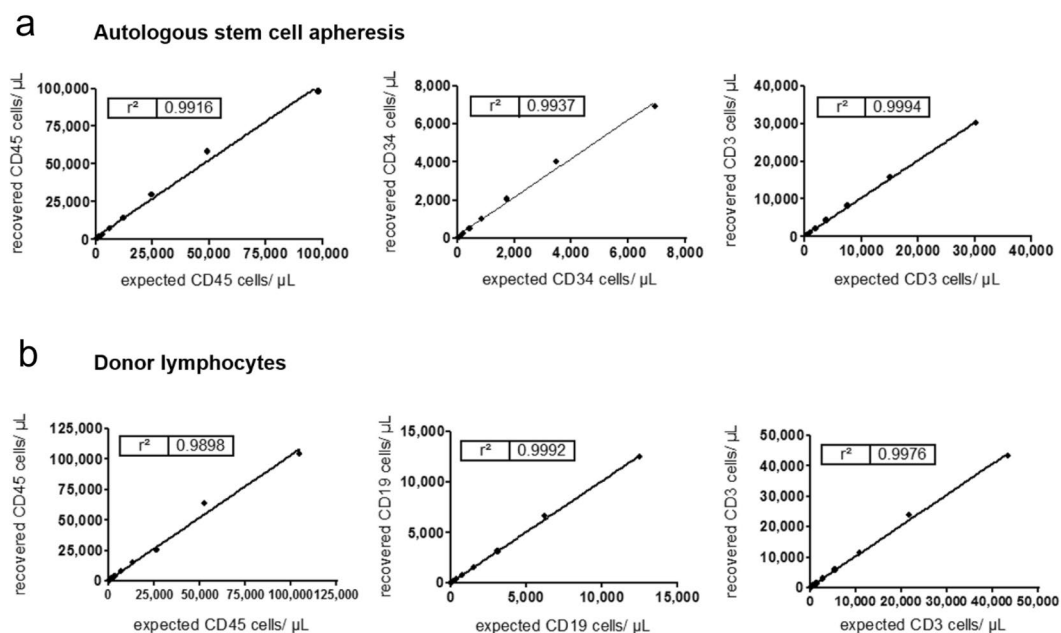 a
Autologous stem cell apheresis
recovered CD45 cells/ µL
100,000
75,000
50,000
25,000
0
r² 0.9916
0 25,000 50,000 75,000 100,000
expected CD45 cells/ µL
recovered CD34 cells/ µL
8,000
6,000
4,000
2,000
0
r² 0.9937
0 2,000 4,000 6,000 8,000
expected CD34 cells/ µL
recovered CD3 cells/ µL
40,000
30,000
20,000
10,000
0
r² 0.9994
0 10,000 20,000 30,000 40,000
expected CD3 cells/ µL
b
Donor lymphocytes
recovered CD45 cells/ µL
125,000
100,000
75,000
50,000
25,000
0
r² 0.9898
0 25,000 50,000 75,000 100,000 125,000
expected CD45 cells/ µL
recovered CD19 cells/ µL
15,000
10,000
5,000
0
r² 0.9992
0 5,000 10,000 15,000
expected CD19 cells/ µL
recovered CD3 cells/ µL
50,000
40,000
30,000
20,000
10,000
0
r² 0.9976
0 10,000 20,000 30,000 40,000 50,000
expected CD3 cells/ µL